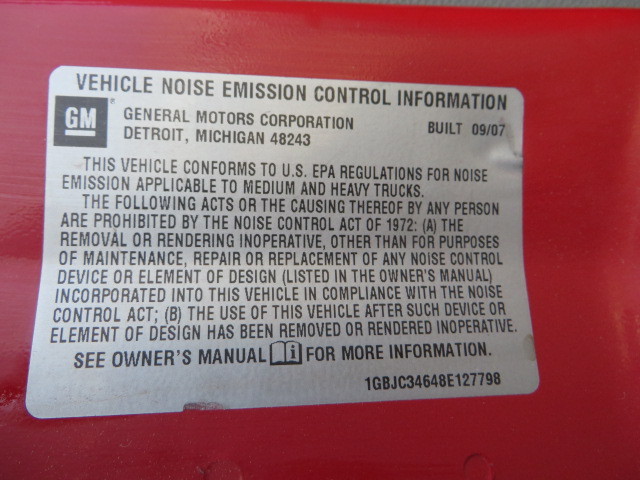 VEHICLE NOISE EMISSION CONTROL INFORMATION
GM®
GENERAL MOTORS CORPORATION
DETROIT, MICHIGAN 48243
BUILT 09/07
THIS VEHICLE CONFORMS TO U.S. EPA REGULATIONS FOR NOISE
EMISSION APPLICABLE TO MEDIUM AND HEAVY TRUCKS.
THE FOLLOWING ACTS OR THE CAUSING THEREOF BY ANY PERSON
ARE PROHIBITED BY THE NOISE CONTROL ACT OF 1972: (A) THE
REMOVAL OR RENDERING INOPERATIVE, OTHER THAN FOR PURPOSES
OF MAINTENANCE, REPAIR OR REPLACEMENT OF ANY NOISE CONTROL
DEVICE OR ELEMENT OF DESIGN (LISTED IN THE OWNER'S MANUAL)
INCORPORATED INTO THIS VEHICLE IN COMPLIANCE WITH THE NOISE
CONTROL ACT; (B) THE USE OF THIS VEHICLE AFTER SUCH DEVICE OR
ELEMENT OF DESIGN HAS BEEN REMOVED OR RENDERED INOPERATIVE.
SEE OWNER'S MANUAL i FOR MORE INFORMATION.
1GBJC34648E127798